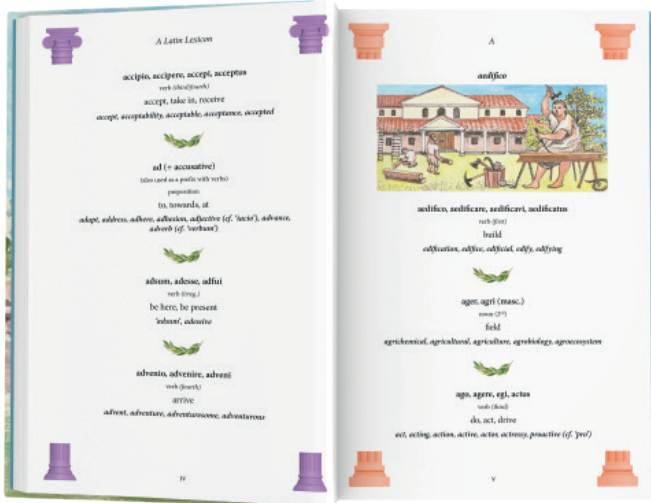 A Latin Lexicon
accipio, accipere, accepi, acceptus
verb (third/fourth)
accept, take in, receive
accept, acceptability, acceptable, acceptance, accepted
ad (+ accusative)
(also used as a prefix with verbs)
preposition
to, towards, at
adapt, address, adhere, adhesion, adjective (cf. 'iacio'), advance,
adverb (cf. 'verbum')
adsum, adesse, adfui
verb (irreg.)
be here, be present
'adsum', adessive
advenio, advenire, adveni
verb (fourth)
arrive
advent, adventure, adventuresome, adventurous
IV
A
aedifico
aedifico, aedificare, aedificavi, aedificatus
verb (first)
build
edification, edifice, edificial, edify, edifying
ager, agri (masc.)
noun (2nd)
field
agrichemical, agricultural, agriculture, agrobiology, agroecosystem
ago, agere, egi, actus
verb (third)
do, act, drive
act, acting, action, active, actor, actress, proactive (cf. 'pro')
V